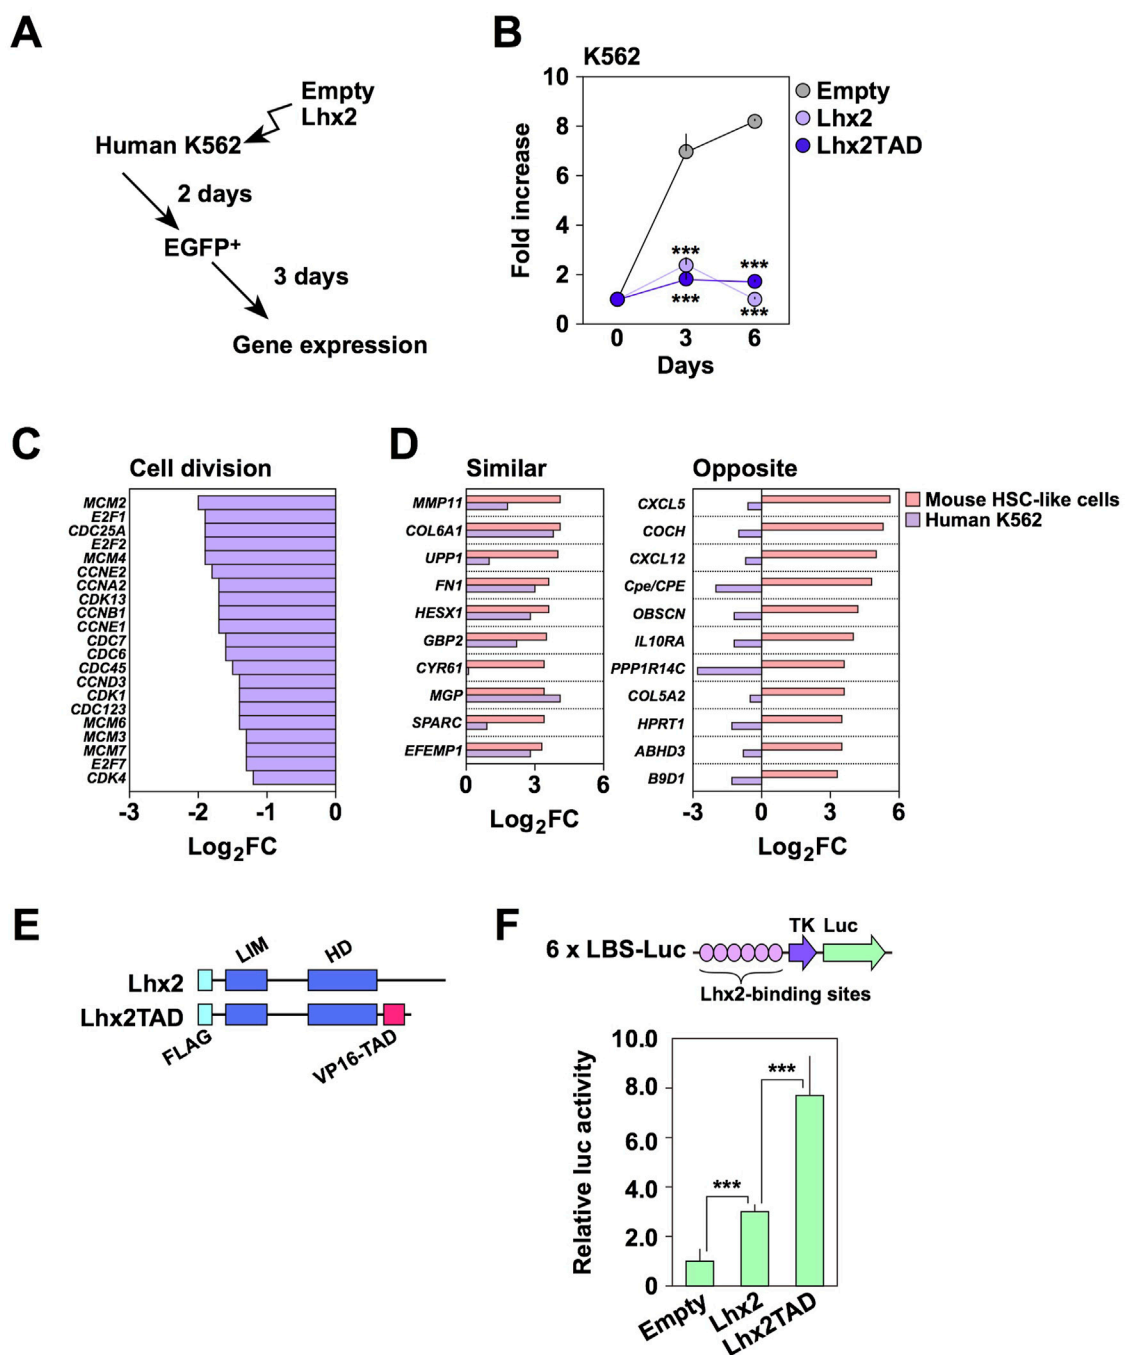 A
Empty
Lhx2
Human K562
2 days
EGFP+
3 days
Gene expression
B
K562
10
8
6
4
2
0
Fold increase
***
***
***
***
0 3 6
Days
Empty
Lhx2
Lhx2TAD
C
Cell division
MCM2
E2F1
CDC25A
E2F2
MCM4
CCNE2
CCNA2
CDK13
CCNB1
CCNE1
CDC7
CDC6
CDC45
CCND3
CDK1
CDC123
MCM6
MCM3
MCM7
E2F7
CDK4
-3 -2 -1 0
Log2FC
D
Similar
MMP11
COL6A1
UPP1
FN1
HESX1
GBP2
CYR61
MGP
SPARC
EFEMP1
0 3 6
Log2FC
Opposite
CXCL5
COCH
CXCL12
Cpe/CPE
OBSCN
IL10RA
PPP1R14C
COL5A2
HPRT1
ABHD3
B9D1
-3 0 3 6
Log2FC
Mouse HSC-like cells
Human K562
E
LIM HD
Lhx2
Lhx2TAD
FLAG VP16-TAD
F
TK Luc
6 x LBS-Luc
Lhx2-binding sites
10.0
8.0
6.0
4.0
2.0
0
Relative luc activity
***
***
Empty Lhx2 Lhx2TAD